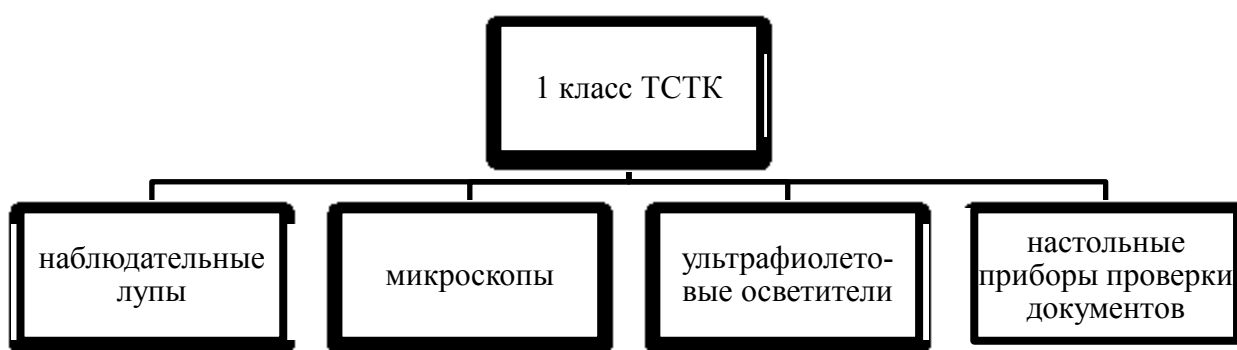 1 класс ТСТК
наблюдательные
лупы
микроскопы
ультрафиолето-
вые осветители
настольные
приборы проверки
документов